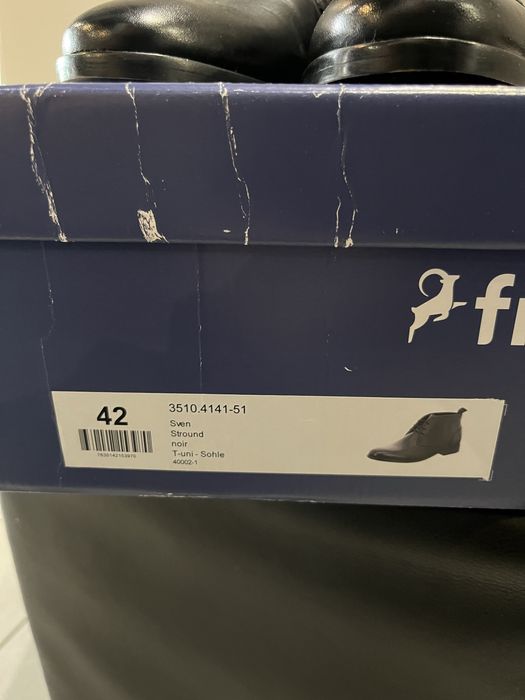 fr
42
3510.4141-51
Sven
Stround
noir
T-uni - Sohle
40002-1